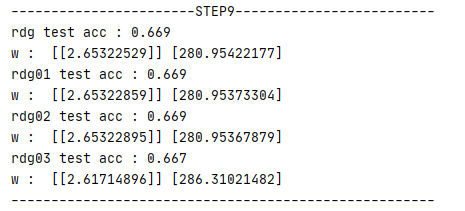 -----------------------STEP9-------------------------
rdg test acc : 0.669
w :  [[2.65322529]] [280.95422177]
rdg01 test acc : 0.669
w :  [[2.65322859]] [280.95373304]
rdg02 test acc : 0.669
w :  [[2.65322895]] [280.95367879]
rdg03 test acc : 0.667
w :  [[2.61714896]] [286.31021482]
-----------------------------------------------------